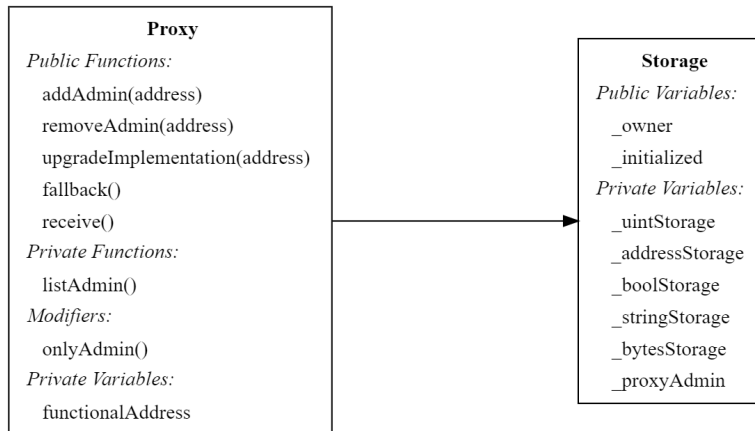 Proxy
Public Functions:
addAdmin(address)
removeAdmin(address)
upgradeImplementation(address)
fallback()
receive()
Private Functions:
listAdmin()
Modifiers:
onlyAdmin()
Private Variables:
functionalAddress
Storage
Public Variables:
_owner
_initialized
Private Variables:
_uintStorage
_addressStorage
_boolStorage
_stringStorage
_bytesStorage
_proxyAdmin